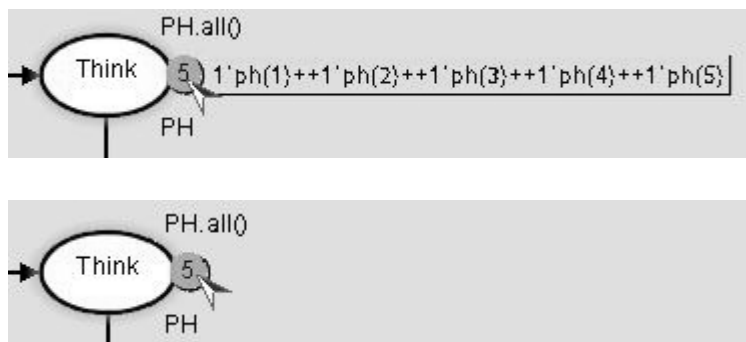 PH.all()
Think 5 1`ph(1)++1`ph(2)++1`ph(3)++1`ph(4)++1`ph(5)
PH
PH.all()
Think 5
PH